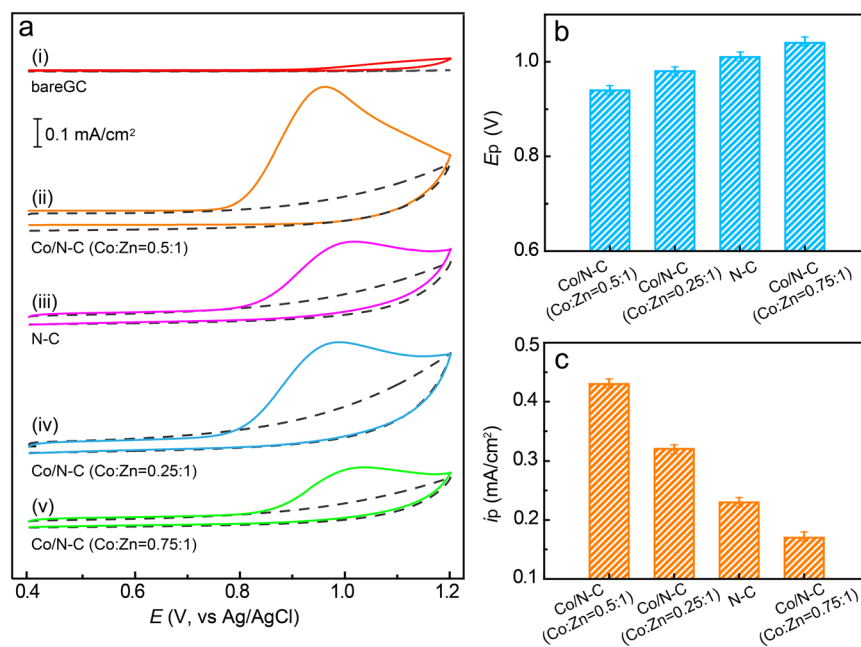 a
(i)
bareGC
0.1 mA/cm²
(ii)
Co/N-C (Co:Zn=0.5:1)
(iii)
N-C
(iv)
Co/N-C (Co:Zn=0.25:1)
(v)
Co/N-C (Co:Zn=0.75:1)
0.4 0.6 0.8 1.0 1.2
E (V, vs Ag/AgCl)
b
1.0
0.8
0.6
Ep (V)
Co/N-C
(Co:Zn=0.5:1)
Co/N-C
(Co:Zn=0.25:1)
N-C
Co/N-C
(Co:Zn=0.75:1)
c
0.5
0.4
0.3
0.2
0.1
ip (mA/cm²)
Co/N-C
(Co:Zn=0.5:1)
Co/N-C
(Co:Zn=0.25:1)
N-C
Co/N-C
(Co:Zn=0.75:1)